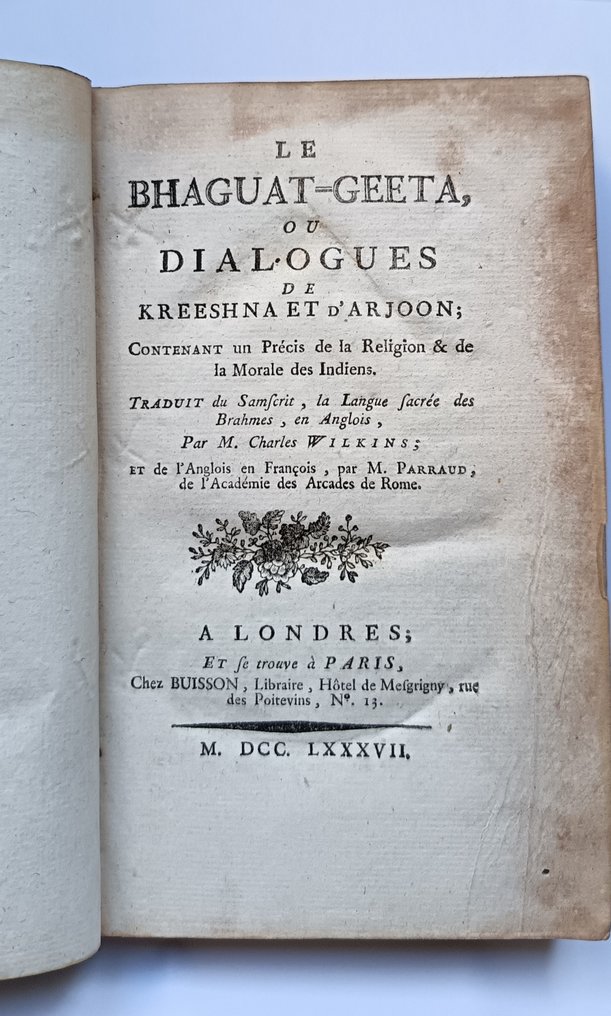 LE
BHAGUAT=GEETA,
OU
DIALOGUES
DE
KREESHNA ET D'ARJOON;
CONTENANT un Précis de la Religion & de
la Morale des Indiens.
TRADUIT du Samſcrit, la Langue ſacrée des
Brahmes, en Anglois,
Par M. Charles WILKINS;
ET de l'Anglois en François, par M. PARRAUD,
de l'Académie des Arcades de Rome.
A LONDRES;
ET ſe trouve à PARIS,
Chez BUISSON, Libraire, Hôtel de Meſgrigny, rue
des Poitevins, Nº. 13.
M. DCC. LXXXVII.